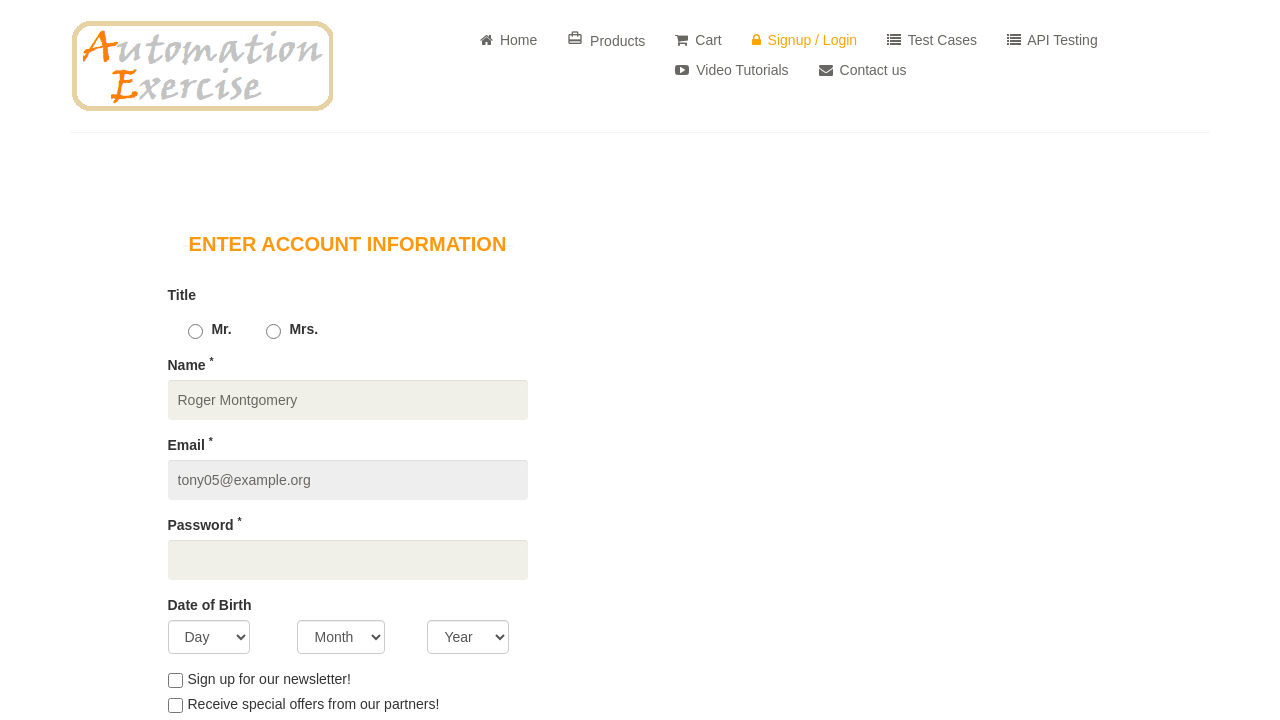 Automation
Exercise
Home
Products
Cart
Signup / Login
Test Cases
API Testing
Video Tutorials
Contact us
ENTER ACCOUNT INFORMATION
Title
Mr.
Mrs.
Name *
Roger Montgomery
Email *
tony05@example.org
Password *
Date of Birth
Day
Month
Year
Sign up for our newsletter!
Receive special offers from our partners!